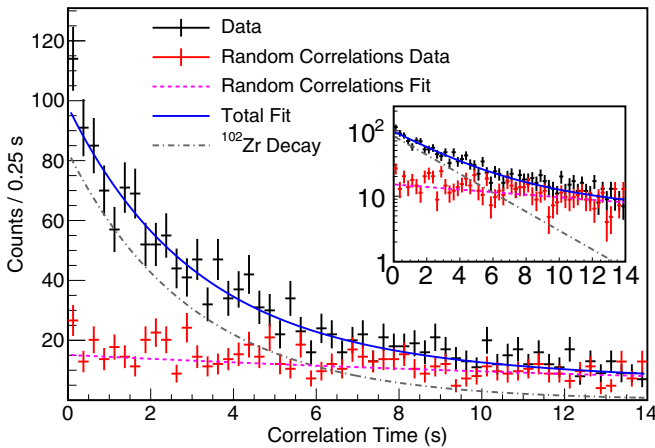 120
100
80
60
40
20
Counts / 0.25 s
Data
Random Correlations Data
Random Correlations Fit
Total Fit
¹⁰²Zr Decay
10²
10
1
0 2 4 6 8 10 12 14
0 2 4 6 8 10 12 14
Correlation Time (s)